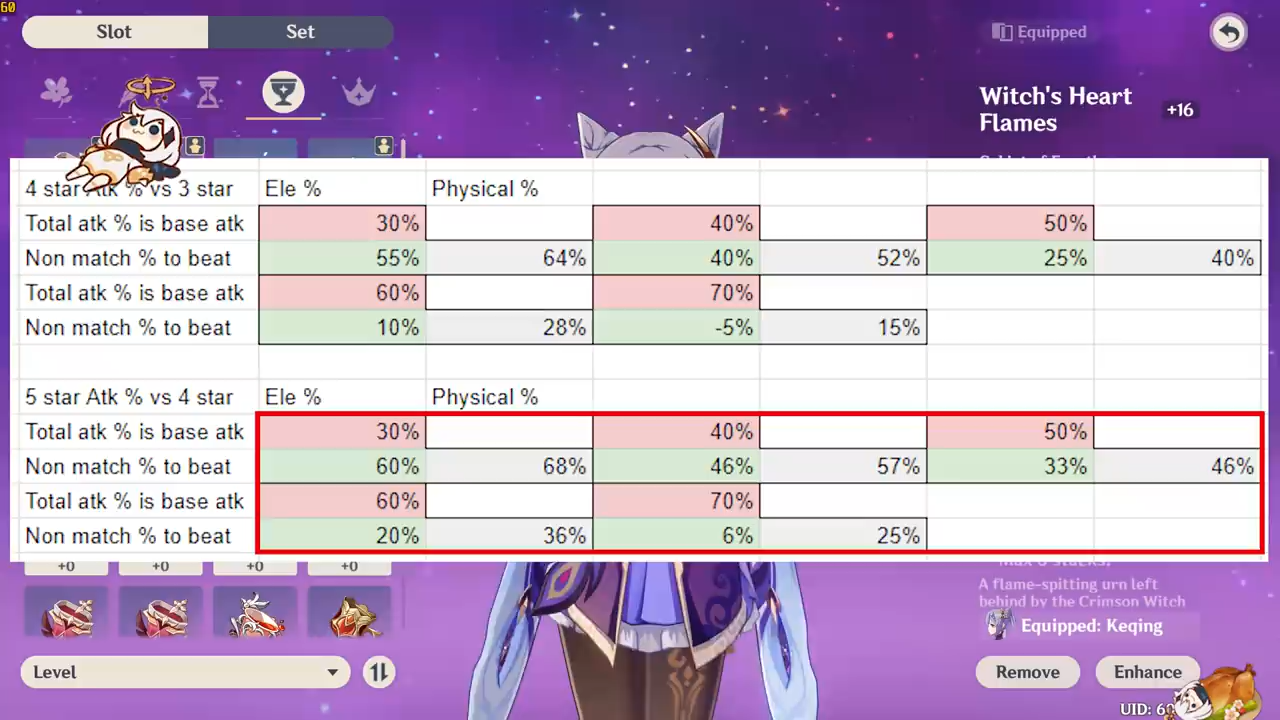 60
Slot Set
Equipped
Witch's Heart
Flames
+16
4 star Atk % vs 3 star Ele % Physical %
Total atk % is base atk 30% 40% 50%
Non match % to beat 55% 64% 40% 52% 25% 40%
Total atk % is base atk 60% 70%
Non match % to beat 10% 28% -5% 15%
5 star Atk % vs 4 star Ele % Physical %
Total atk % is base atk 30% 40% 50%
Non match % to beat 60% 68% 46% 57% 33% 46%
Total atk % is base atk 60% 70%
Non match % to beat 20% 36% 6% 25%
+0 +0 +0 +0
A flame-spitting urn left
behind by the Crimson Witch
Equipped: Keqing
Level
Remove Enhance
UID: 60